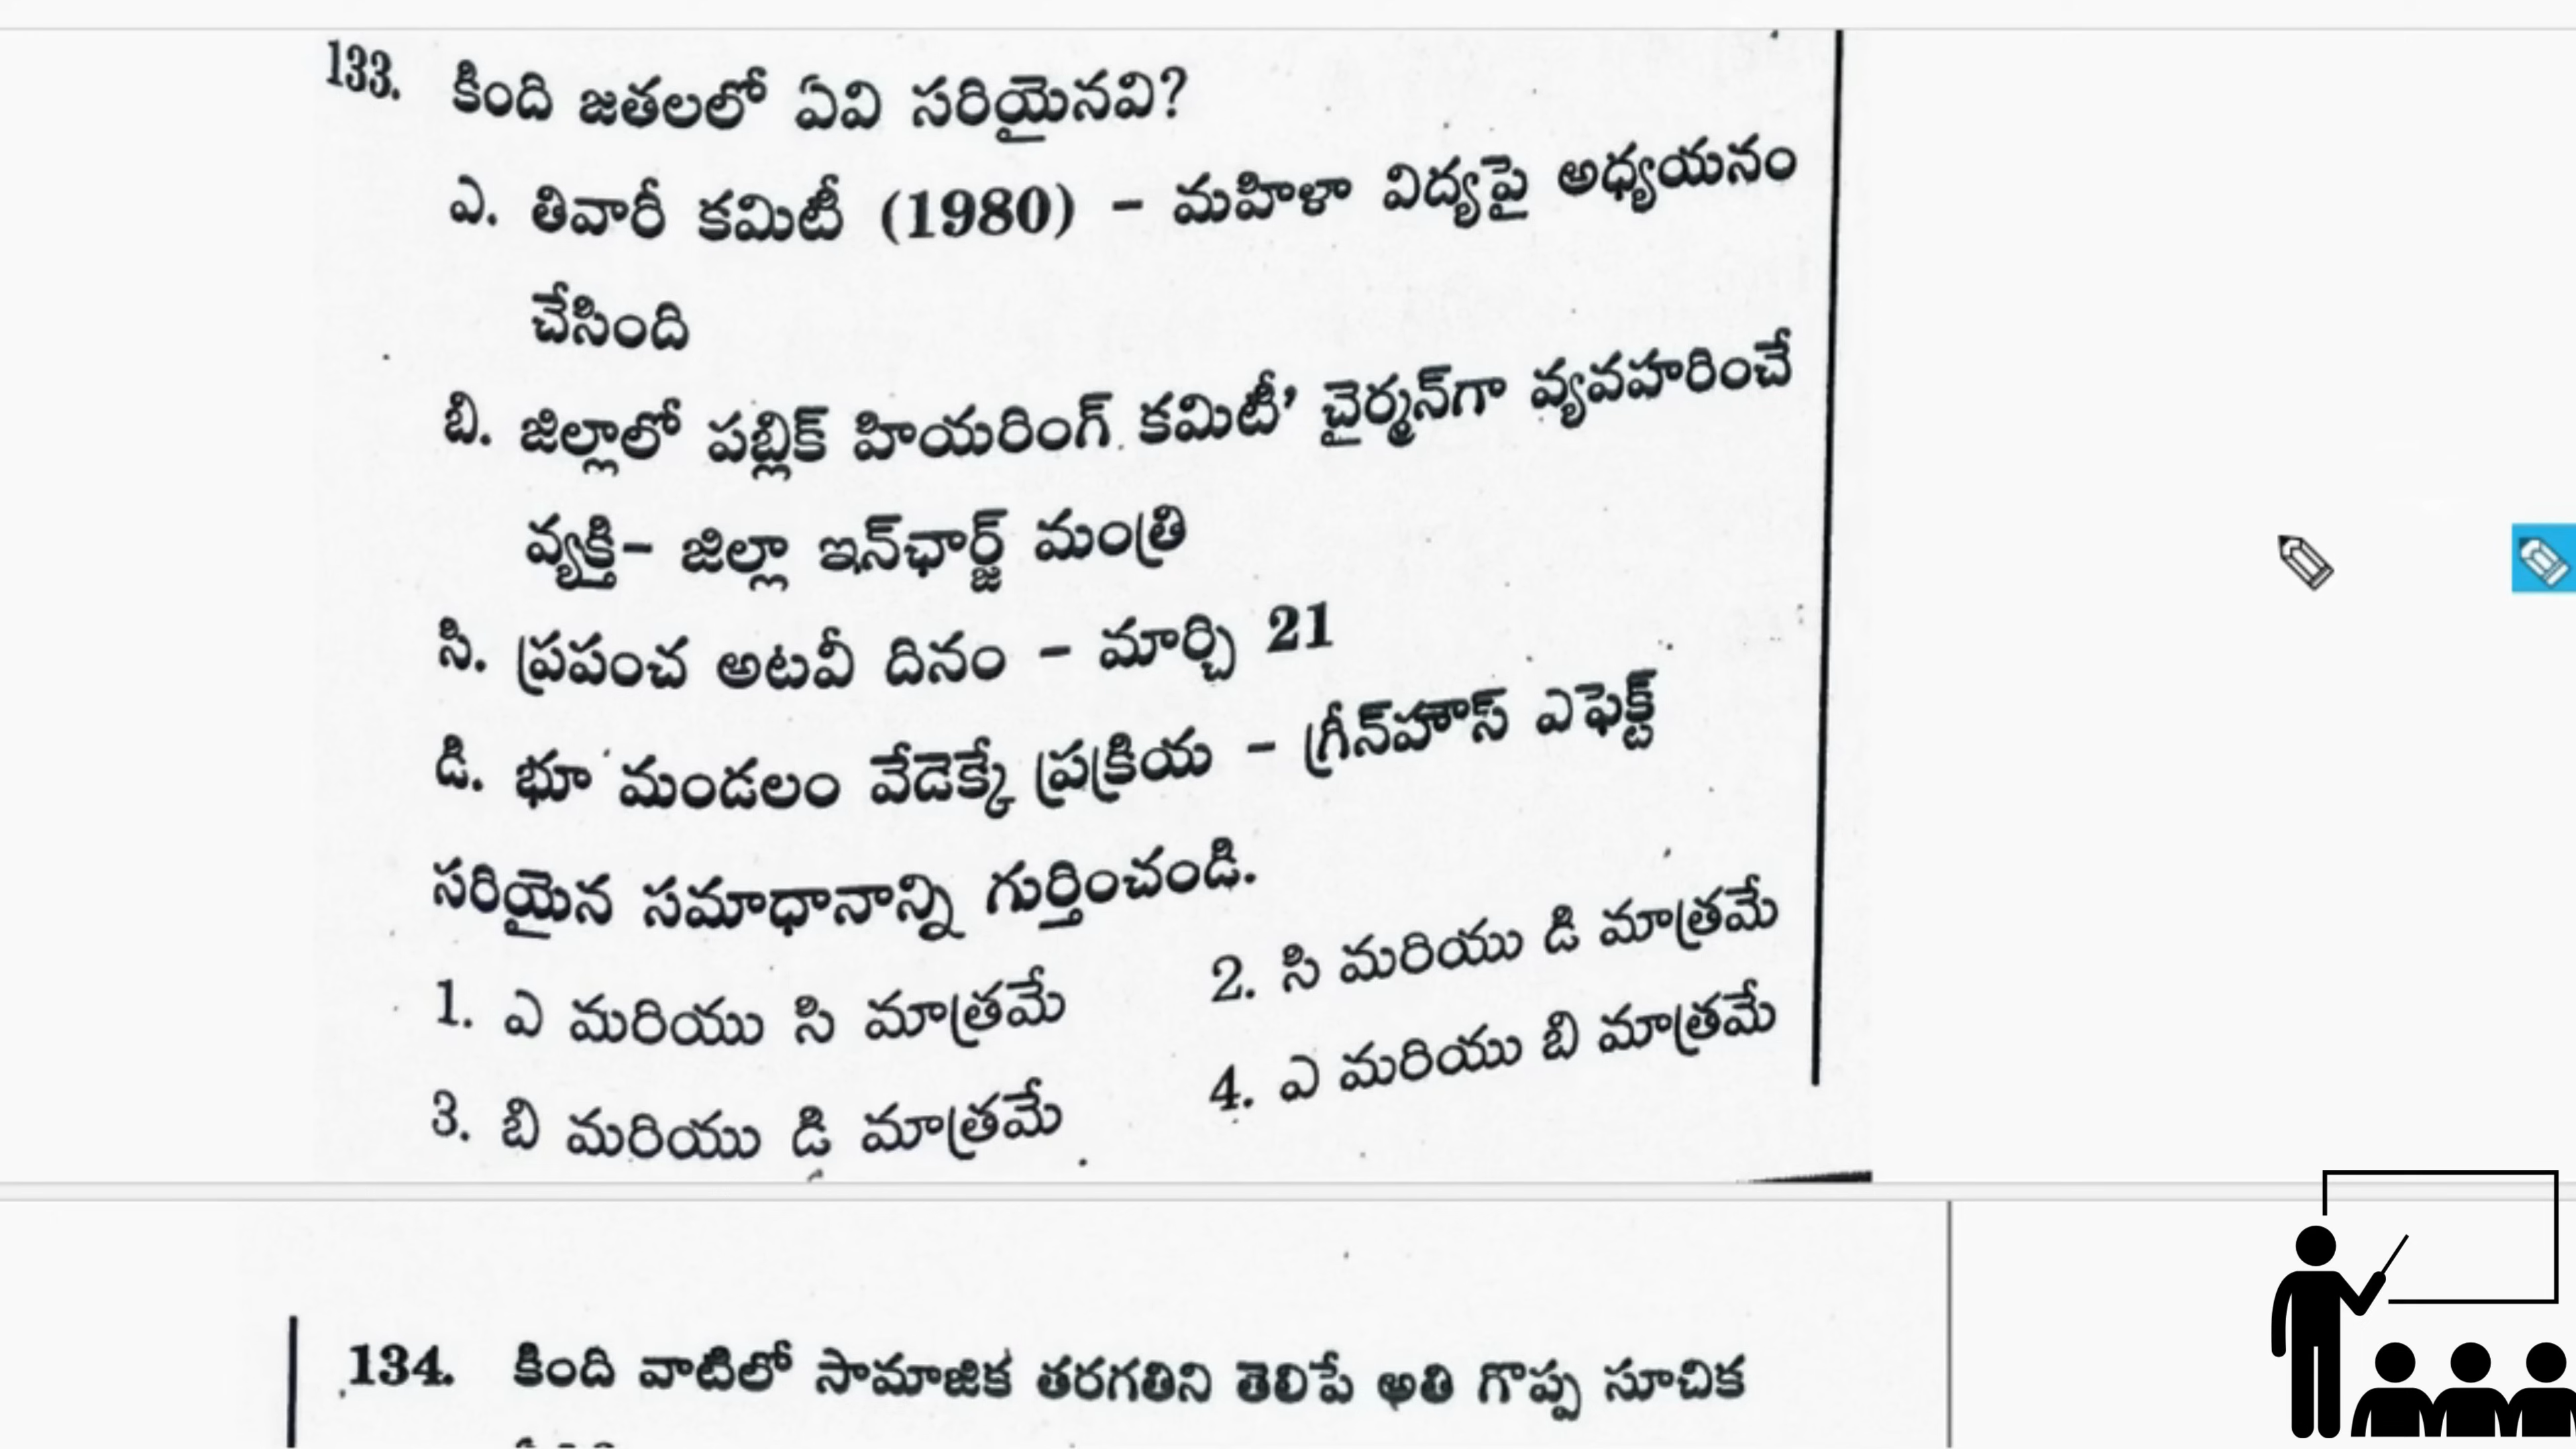 133. కింది జతలలో ఏవి సరియైనవి?
ఎ. తివారీ కమిటీ (1980) – మహిళా విద్యపై అధ్యయనం
చేసింది
బి. జిల్లాలో పబ్లిక్ హియరింగ్ కమిటీ' చైర్మన్‌గా వ్యవహరించే
వ్యక్తి– జిల్లా ఇన్‌ఛార్జ్ మంత్రి
సి. ప్రపంచ అటవీ దినం – మార్చి 21
డి. భూ మండలం వేడెక్కే ప్రక్రియ – గ్రీన్‌హౌస్ ఎఫెక్ట్
సరియైన సమాధానాన్ని గుర్తించండి.
1. ఎ మరియు సి మాత్రమే
2. సి మరియు డి మాత్రమే
3. బి మరియు డి మాత్రమే
4. ఎ మరియు బి మాత్రమే
134. కింది వాటిలో సామాజిక తరగతిని తెలిపే అతి గొప్ప సూచిక